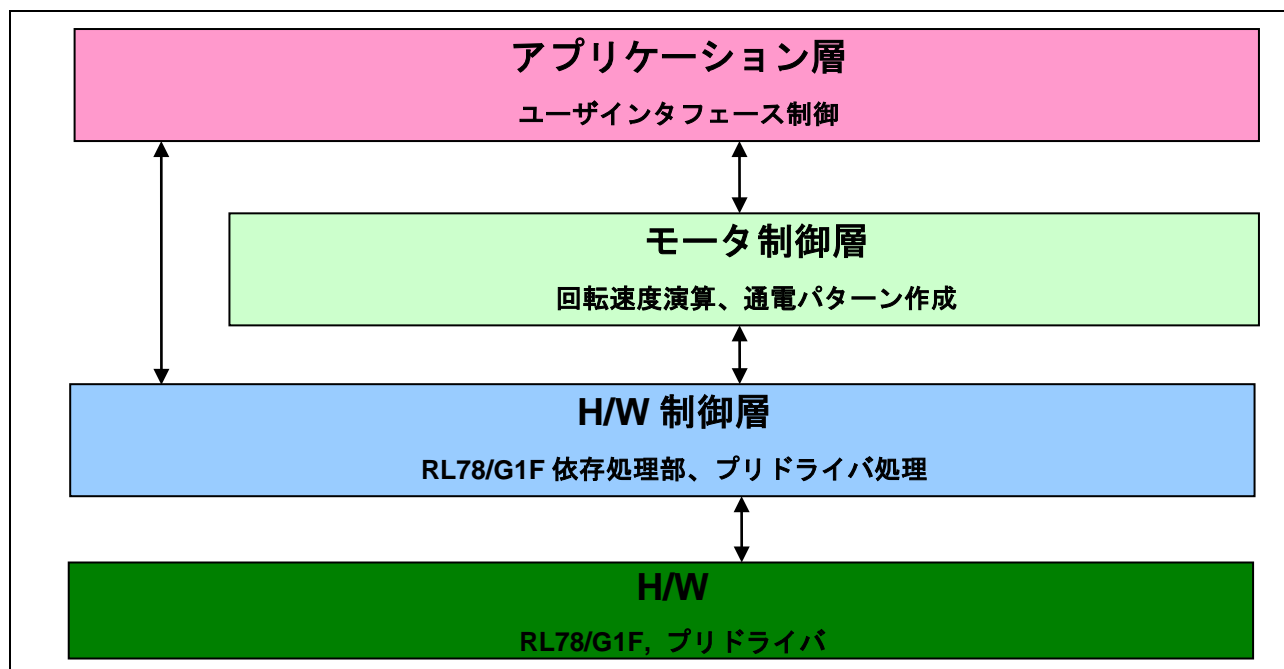 アプリケーション層
ユーザインタフェース制御
モータ制御層
回転速度演算、通電パターン作成
H/W 制御層
RL78/G1F 依存処理部、プリドライバ処理
H/W
RL78/G1F, プリドライバ